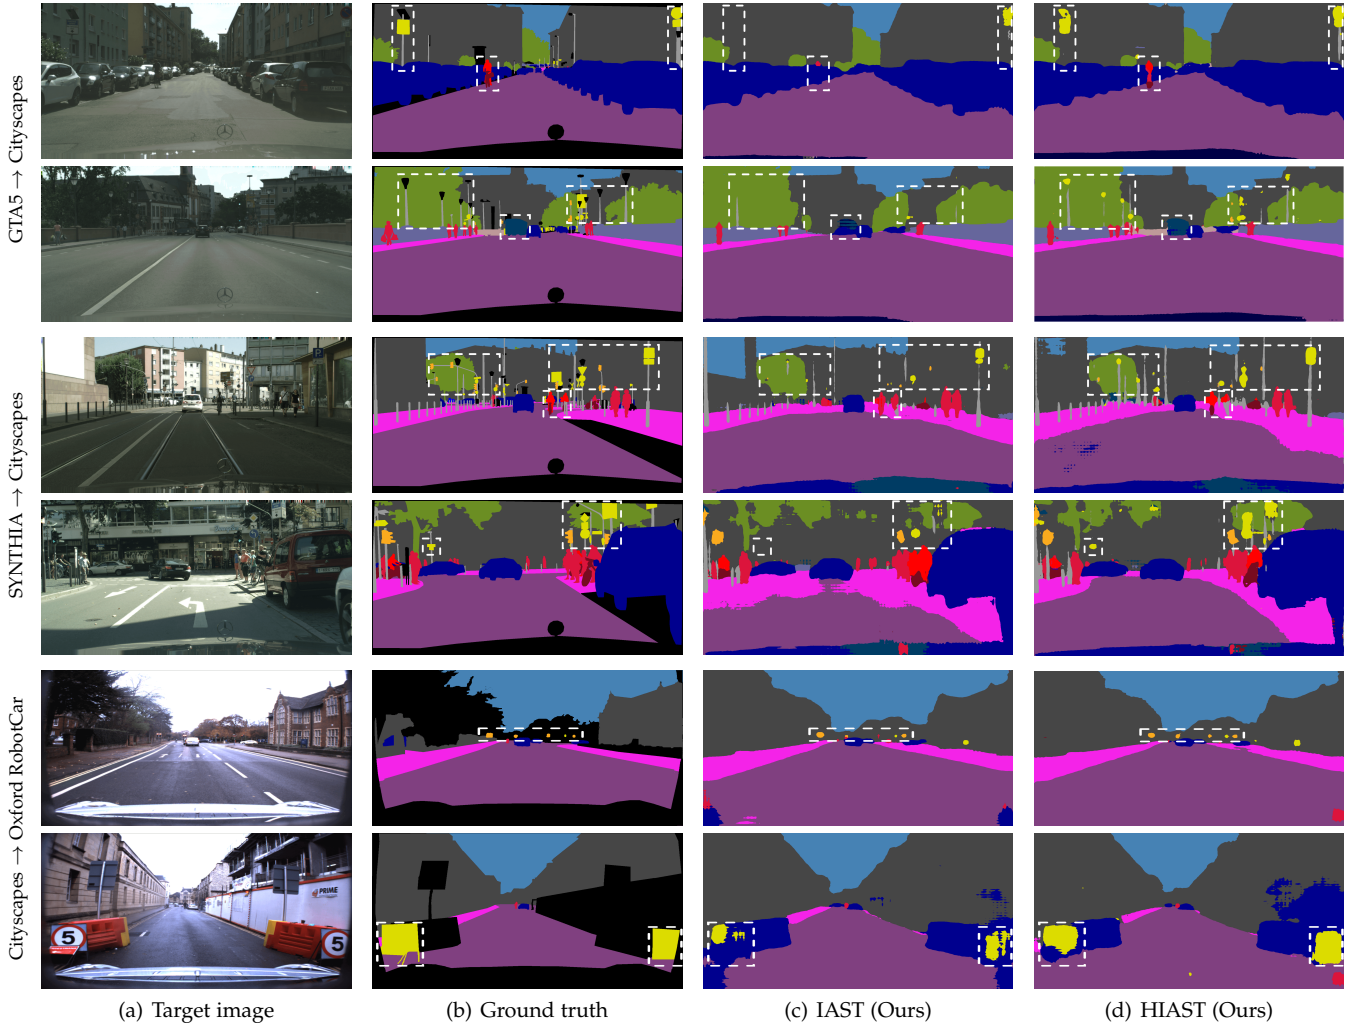 GTA5 → Cityscapes
SYNTHIA → Cityscapes
Cityscapes → Oxford RobotCar
5
PRIME
5
(a) Target image
(b) Ground truth
(c) IAST (Ours)
(d) HIAST (Ours)